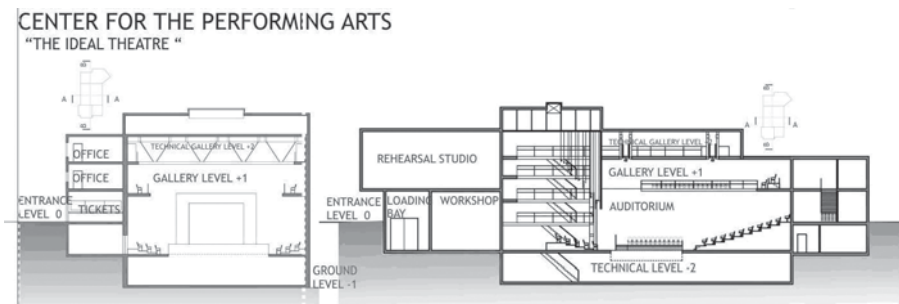 CENTER FOR THE PERFORMING ARTS
"THE IDEAL THEATRE "
A
A
TECHNICAL GALLERY LEVEL +2
OFFICE
OFFICE
GALLERY LEVEL +1
ENTRANCE
LEVEL 0
TICKETS
GROUND
LEVEL -1
A
A
TECHNICAL GALLERY LEVEL
REHEARSAL STUDIO
GALLERY LEVEL +1
ENTRANCE
LEVEL 0
LOADING
BAY
WORKSHOP
AUDITORIUM
TECHNICAL LEVEL -2